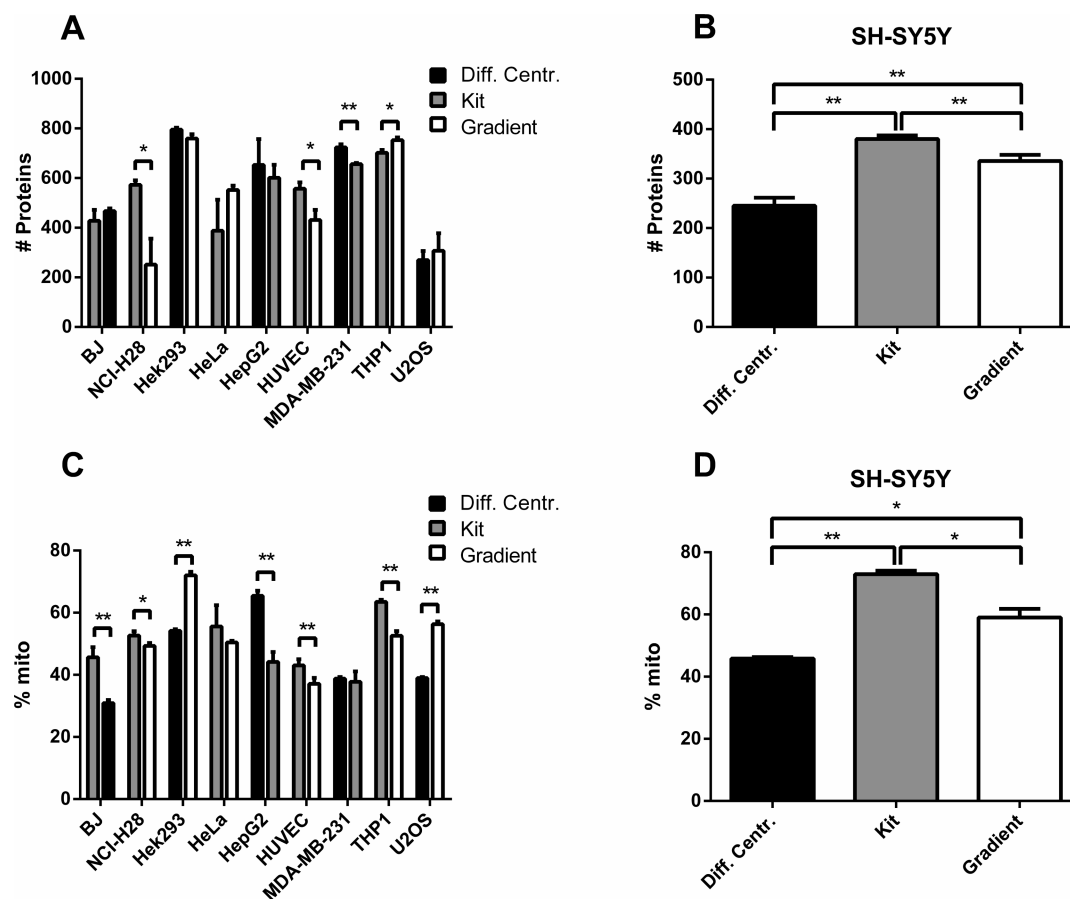 A
Diff. Centr.
Kit
Gradient
# Proteins
1000
800
600
400
200
0
*
*
**
*
BJ
NCI-H28
Hek293
HeLa
HepG2
HUVEC
MDA-MB-231
THP1
U2OS
B
SH-SY5Y
# Proteins
500
400
300
200
100
0
**
**
**
Diff. Centr.
Kit
Gradient
C
Diff. Centr.
Kit
Gradient
% mito
80
60
40
20
0
**
*
**
**
**
**
**
BJ
NCI-H28
Hek293
HeLa
HepG2
HUVEC
MDA-MB-231
THP1
U2OS
D
SH-SY5Y
% mito
80
60
40
20
0
*
**
*
Diff. Centr.
Kit
Gradient